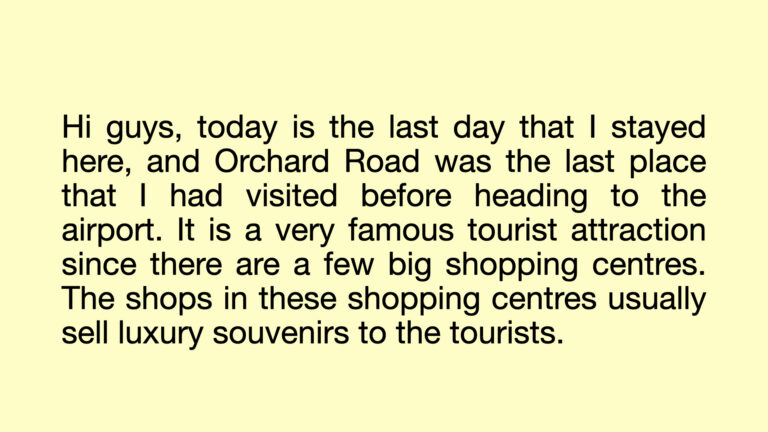 Hi guys, today is the last day that I stayed
here, and Orchard Road was the last place
that I had visited before heading to the
airport. It is a very famous tourist attraction
since there are a few big shopping centres.
The shops in these shopping centres usually
sell luxury souvenirs to the tourists.